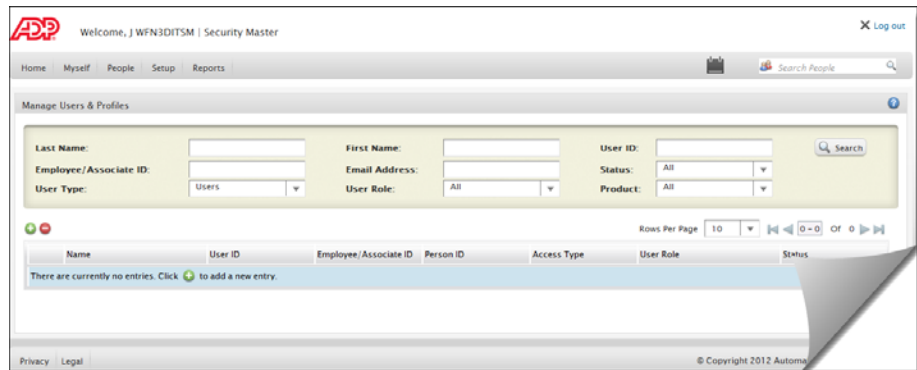 ADP
Welcome, J WFN3DITSM | Security Master
X Log out
Home Myself People Setup Reports
Search People
Manage Users & Profiles
Last Name: First Name: User ID: Search
Employee/Associate ID: Email Address: Status: All
User Type: Users User Role: All Product: All
Rows Per Page 10 0-0 Of 0
Name User ID Employee/Associate ID Person ID Access Type User Role Status
There are currently no entries. Click to add a new entry.
Privacy Legal © Copyright 2012 Automa